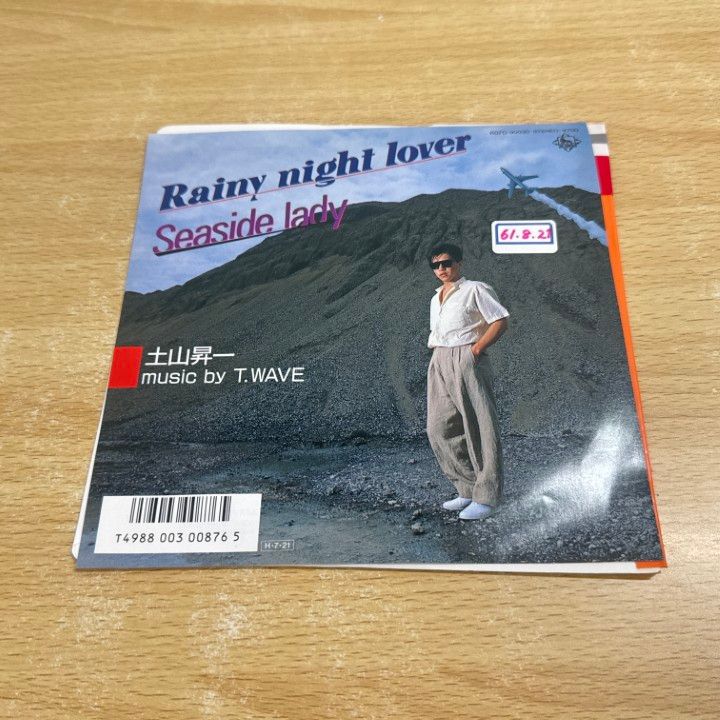 Rainy night lover
Seaside lady
61.8.21
土山昇一
music by T.WAVE
T4988 003 00876 5
H・7・21